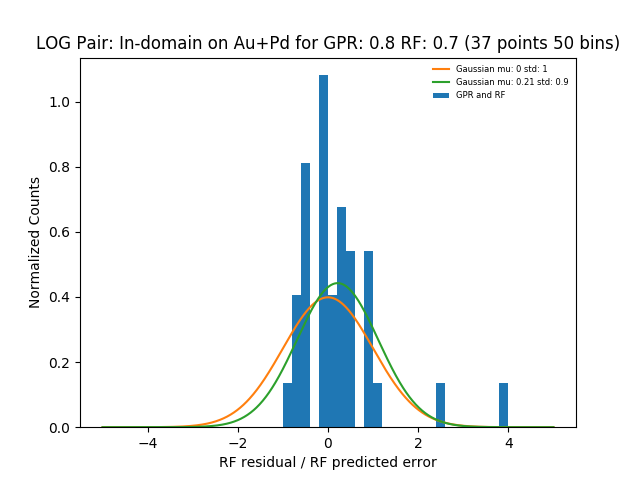 LOG Pair: In-domain on Au+Pd for GPR: 0.8 RF: 0.7 (37 points 50 bins)
Gaussian mu: 0 std: 1
Gaussian mu: 0.21 std: 0.9
GPR and RF
Normalized Counts
1.0
0.8
0.6
0.4
0.2
0.0
−4
−2
0
2
4
RF residual / RF predicted error